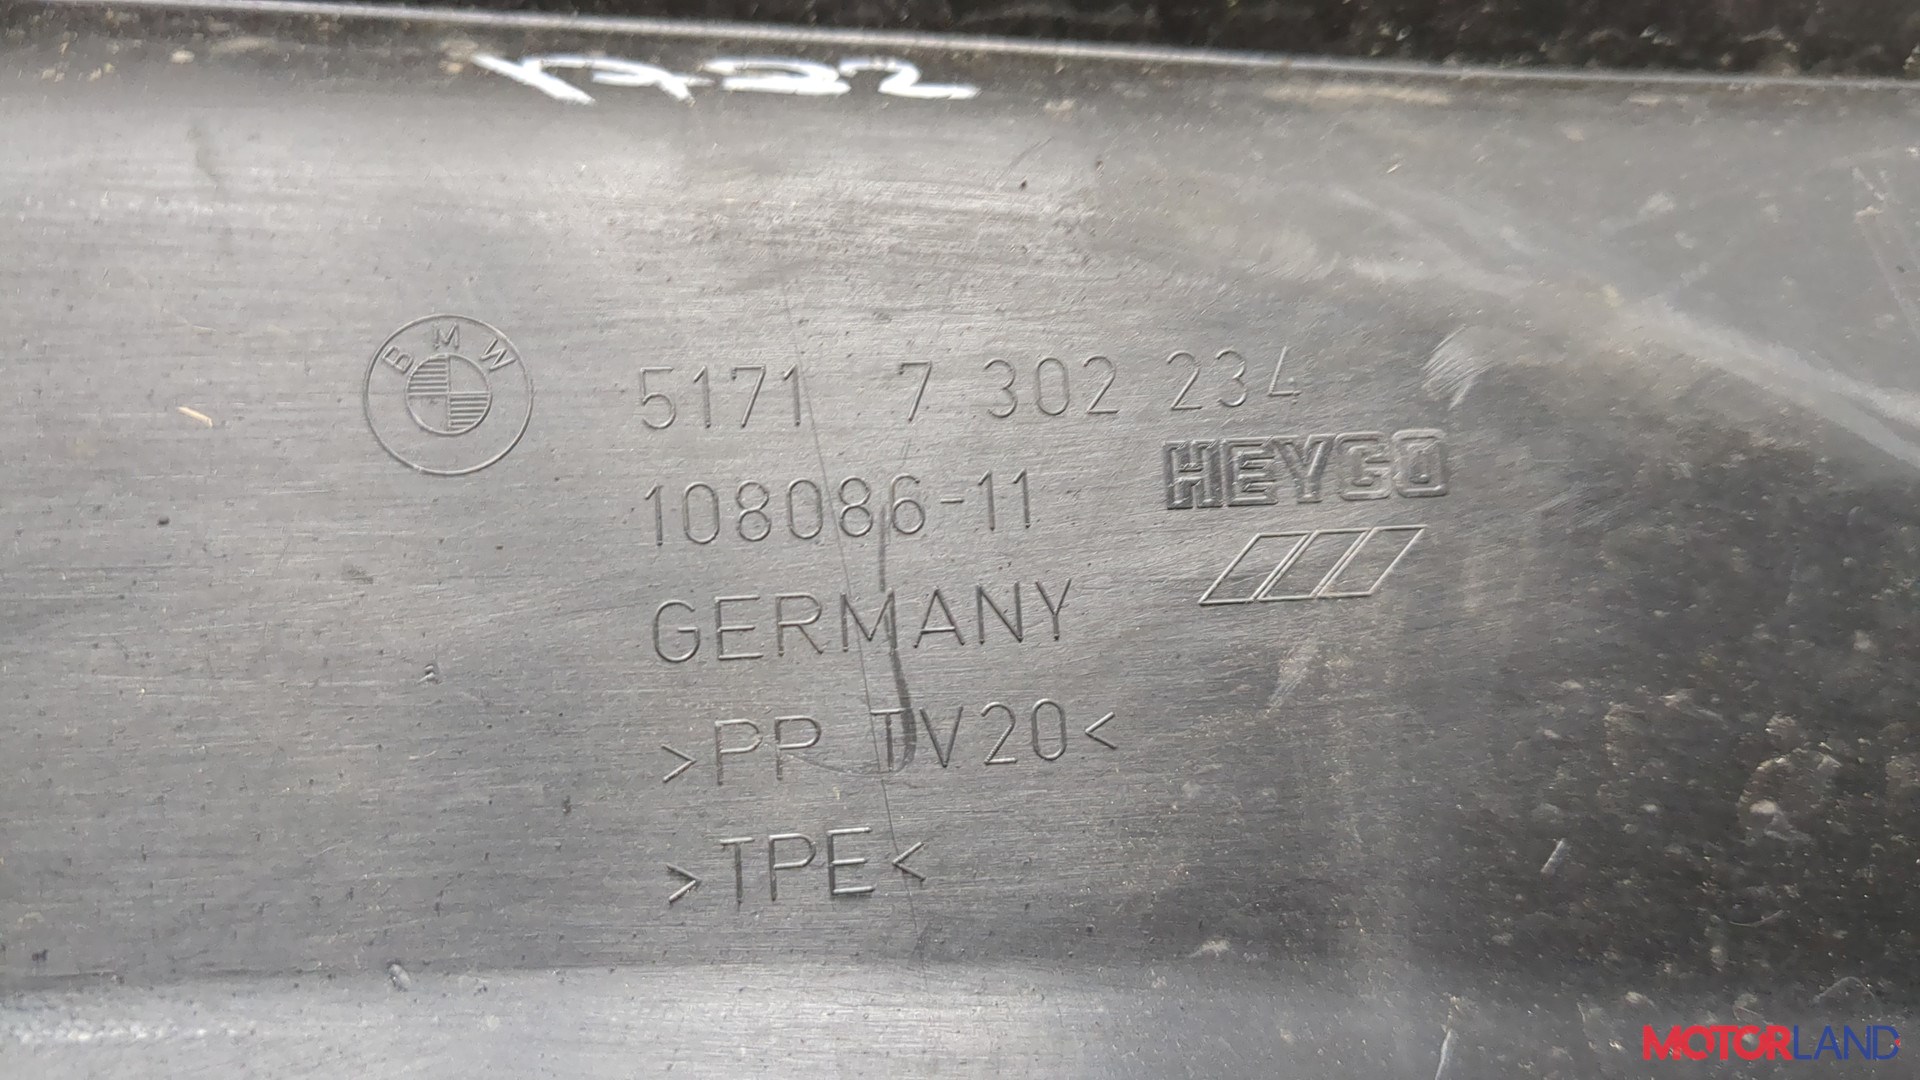 BMW
5171 7 302 234
HEYCO
108086-11
GERMANY
>PP TV20<
>TPE<
MOTORLAND